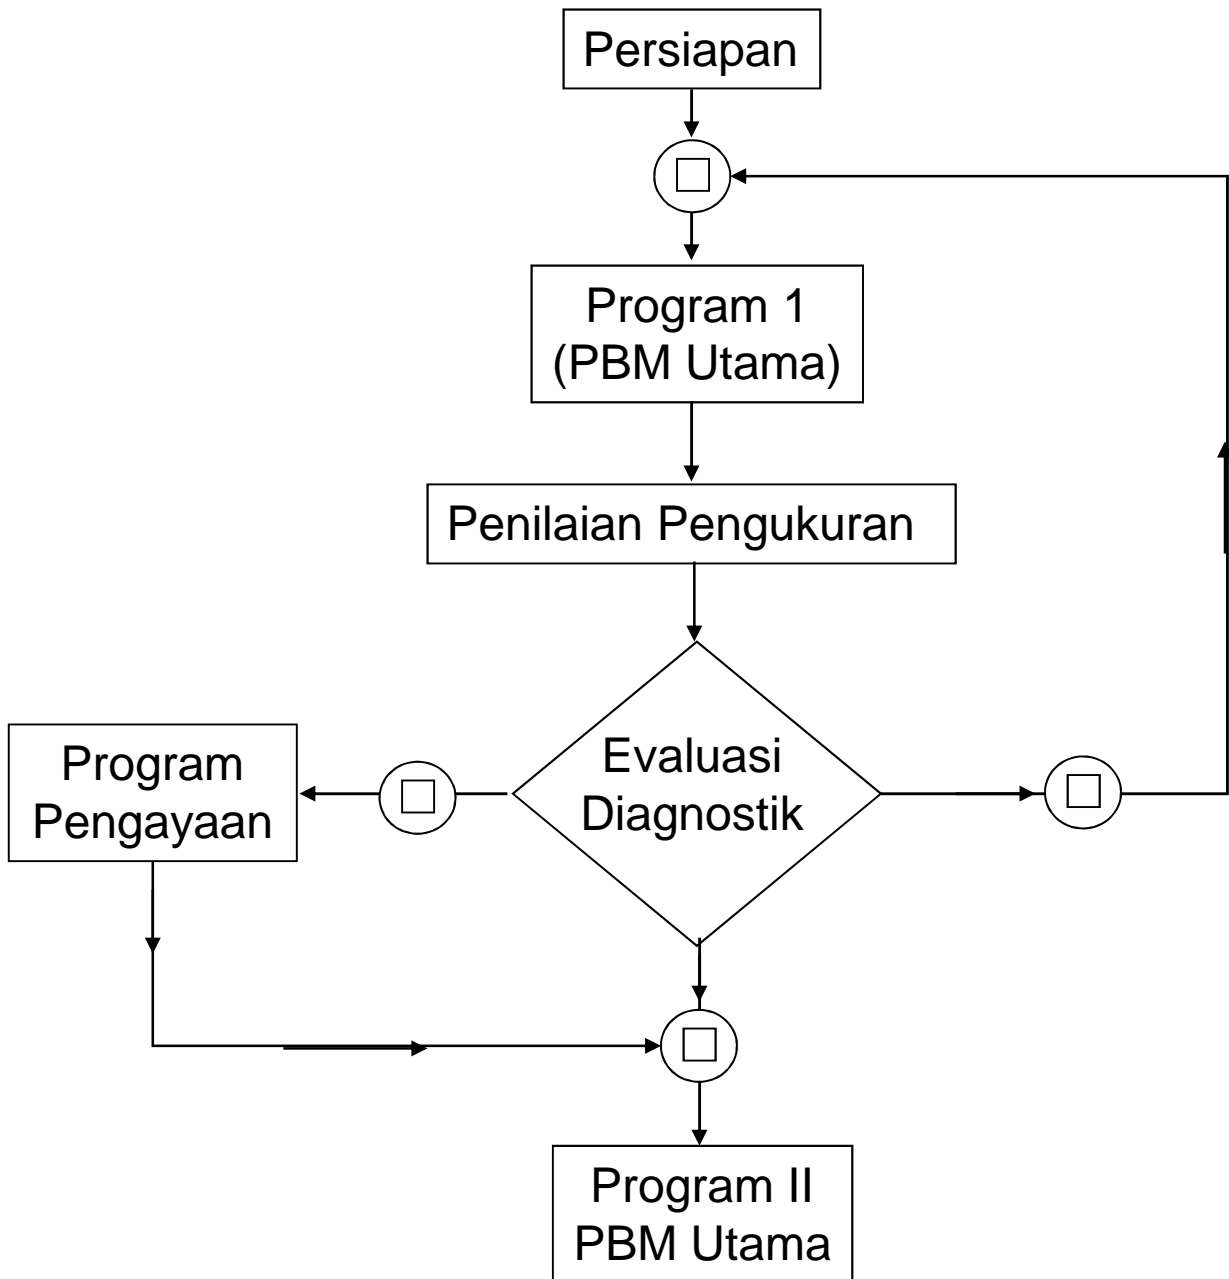 Persiapan
Program 1
(PBM Utama)
Penilaian Pengukuran
Evaluasi
Diagnostik
Program
Pengayaan
Program II
PBM Utama